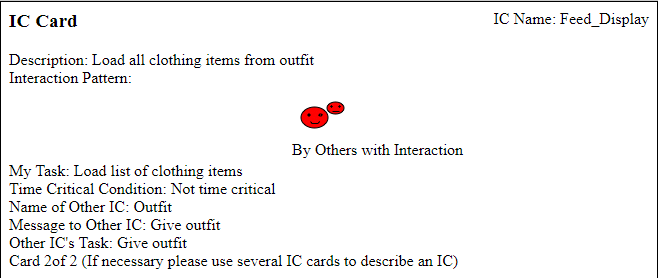 IC Card
IC Name: Feed_Display
Description: Load all clothing items from outfit
Interaction Pattern:
By Others with Interaction
My Task: Load list of clothing items
Time Critical Condition: Not time critical
Name of Other IC: Outfit
Message to Other IC: Give outfit
Other IC's Task: Give outfit
Card 2of 2 (If necessary please use several IC cards to describe an IC)